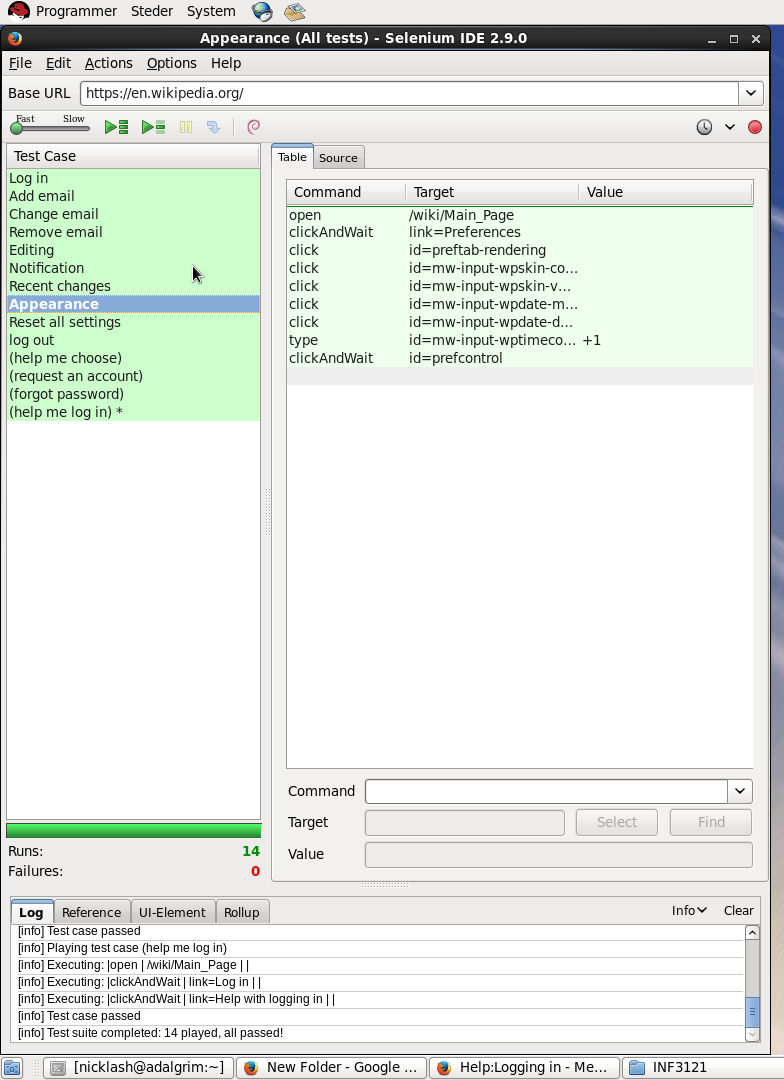 Programmer Steder System
Appearance (All tests) - Selenium IDE 2.9.0
File Edit Actions Options Help
Base URL https://en.wikipedia.org/
Fast Slow
Test Case
Log in
Add email
Change email
Remove email
Editing
Notification
Recent changes
Appearance
Reset all settings
log out
(help me choose)
(request an account)
(forgot password)
(help me log in) *
Runs: 14
Failures: 0
Table Source
Command Target Value
open /wiki/Main_Page
clickAndWait link=Preferences
click id=preftab-rendering
click id=mw-input-wpskin-co...
click id=mw-input-wpskin-v...
click id=mw-input-wpdate-m...
click id=mw-input-wpdate-d...
type id=mw-input-wptimeco... +1
clickAndWait id=prefcontrol
Command
Target Select Find
Value
Log Reference UI-Element Rollup Info Clear
[info] Test case passed
[info] Playing test case (help me log in)
[info] Executing: |open | /wiki/Main_Page | |
[info] Executing: |clickAndWait | link=Log in | |
[info] Executing: |clickAndWait | link=Help with logging in | |
[info] Test case passed
[info] Test suite completed: 14 played, all passed!
[nicklash@adalgrim:~] New Folder - Google ... Help:Logging in - Me... INF3121